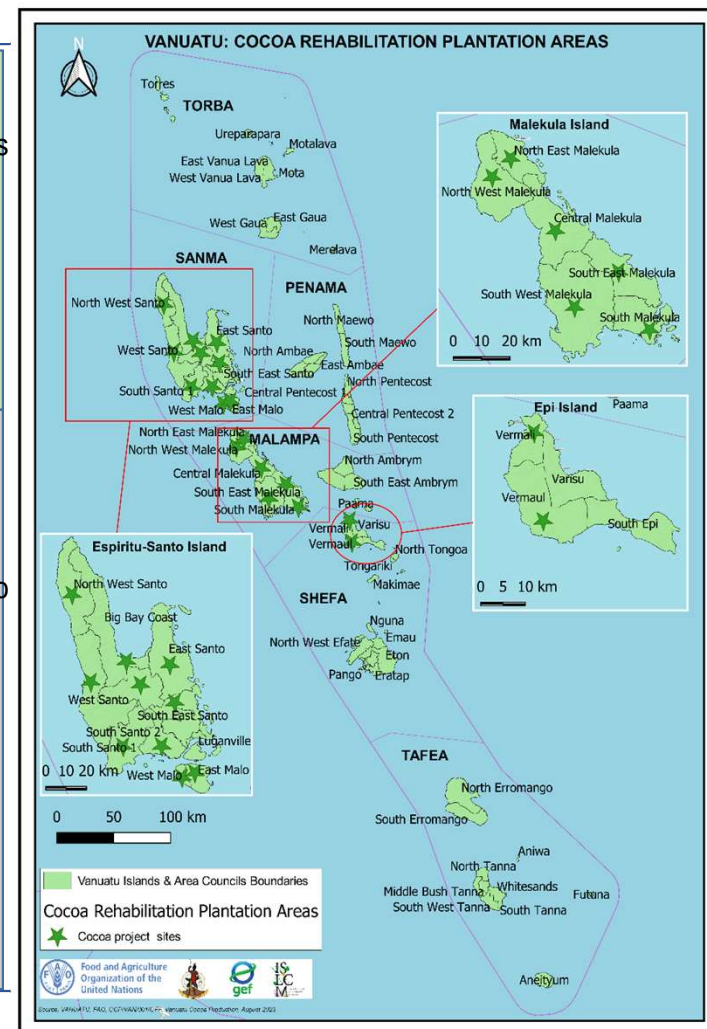 VANUATU: COCOA REHABILITATION PLANTATION AREAS
N
Torres
TORBA
Ureparapara
Motalava
East Vanua Lava
West Vanua Lava
Mota
West Gaua
East Gaua
Merelava
SANMA
PENAMA
North West Santo
East Santo
West Santo
South East Santo
South Santo 1
West Malo
East Malo
North Maewo
South Maewo
North Ambae
East Ambae
North Pentecost
Central Pentecost 1
Central Pentecost 2
South Pentecost
North East Malekula
North West Malekula
MALAMPA
Central Malekula
South East Malekula
South Malekula
North Ambrym
South East Ambrym
Paama
Vermali
Varisu
Vermaul
North Tongoa
Tongariki
Makimae
SHEFA
Nguna
Emau
North West Efate
Eton
Pango
Eratap
TAFEA
North Erromango
South Erromango
Aniwa
North Tanna
Middle Bush Tanna
Whitesands
Futuna
South West Tanna
South Tanna
Aneityum
Malekula Island
North East Malekula
North West Malekula
Central Malekula
South East Malekula
South West Malekula
South Malekula
0 10 20 km
Epi Island
Paama
Vermali
Varisu
Vermaul
South Epi
0 5 10 km
Espiritu-Santo Island
North West Santo
Big Bay Coast
East Santo
West Santo
South East Santo
South Santo 2
South Santo 1
Luganville
West Malo
East Malo
0 10 20 km
0 50 100 km
Vanuatu Islands & Area Councils Boundaries
Cocoa Rehabilitation Plantation Areas
Cocoa project sites
Food and Agriculture
Organization of the
United Nations
gef
Vanuatu Cocoa Production, August 2023